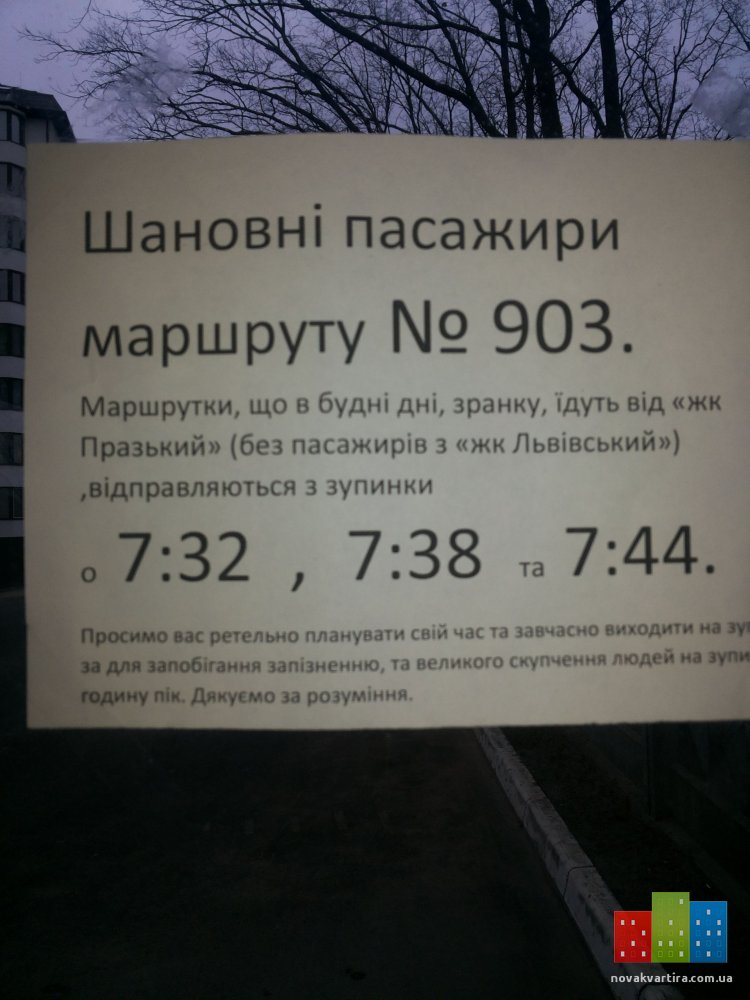 Шановні пасажири
маршруту № 903.
Маршрутки, що в будні дні, зранку, їдуть від «жк
Празький» (без пасажирів з «жк Львівський»)
,відправляються з зупинки
о 7:32 , 7:38 та 7:44.
Просимо вас ретельно планувати свій час та завчасно виходити на
за для запобігання запізненню, та великого скупчення людей на
годину пік. Дякуємо за розуміння.
novakvartira.com.ua